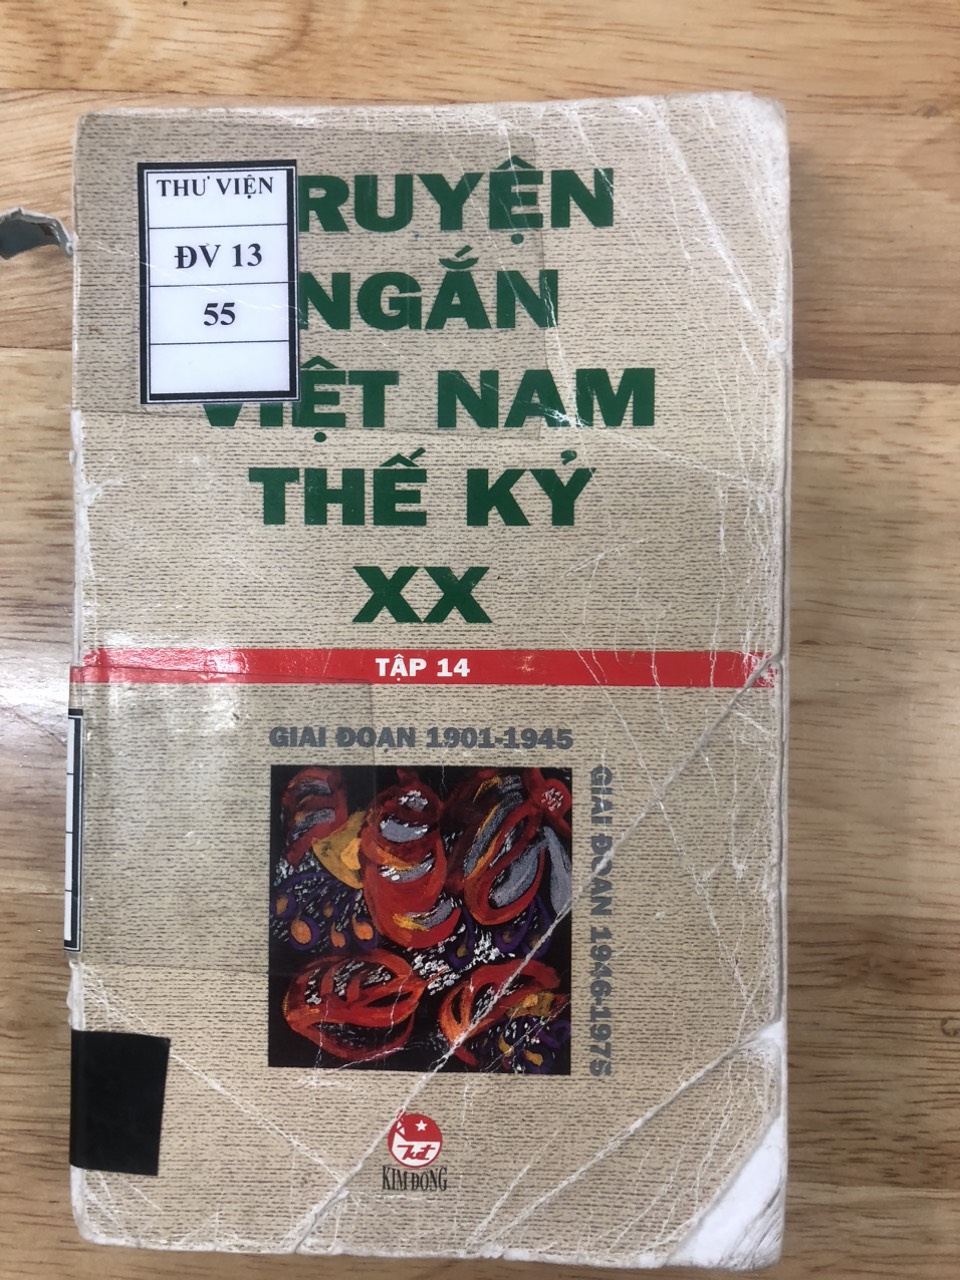 THƯ VIỆN
ĐV 13
55
RUYỆN
NGẮN
VIỆT NAM
THẾ KỶ
XX
TẬP 14
GIAI ĐOẠN 1901-1945
GIAI ĐOẠN 1946-1975
KIM ĐỒNG